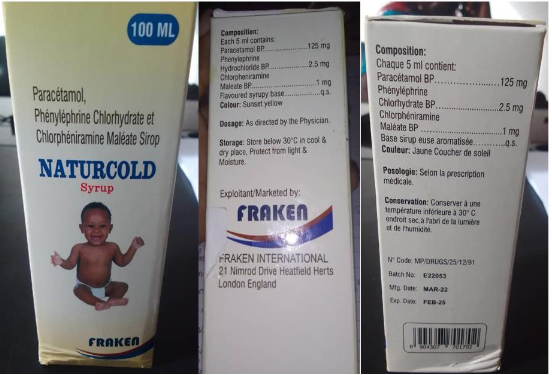 100 ML
Paracétamol,
Phényléphrine Chlorhydrate et
Chlorphéniramine Maléate Sirop
NATURCOLD
Syrup
FRAKEN
Composition:
Each 5 ml contains:
Paracetamol BP....................125 mg
Phenylephrine
Hydrochloride BP.................2.5 mg
Chlorpheniramine
Maleate BP..........................1 mg
Flavoured syrupy base............q.s.
Colour: Sunset yellow
Dosage: As directed by the Physician.
Storage: Store below 30°C in cool &
dry place. Protect from light &
Moisture.
Exploitant/Marketed by:
FRAKEN
FRAKEN INTERNATIONAL
21 Nimrod Drive Heatfield Herts
London England
Composition:
Chaque 5 ml contient:
Paracétamol BP.......................125 mg
Phényléphrine
Chlorhydrate BP......................2.5 mg
Chlorphéniramine
Maléate BP ............................1 mg
Base sirup euse aromatisée.........q.s.
Couleur: Jaune Coucher de soleil
Posologie: Selon la prescription
médicale.
Conservation: Conserver à une
température inférieure à 30° C
endroit sec,à l'abri de la lumière
et de l'humidité.
N° Code: MP/DRUGS/25/12/91
Batch No: E22053
Mfg. Date: MAR-22
Exp. Date: FEB-25